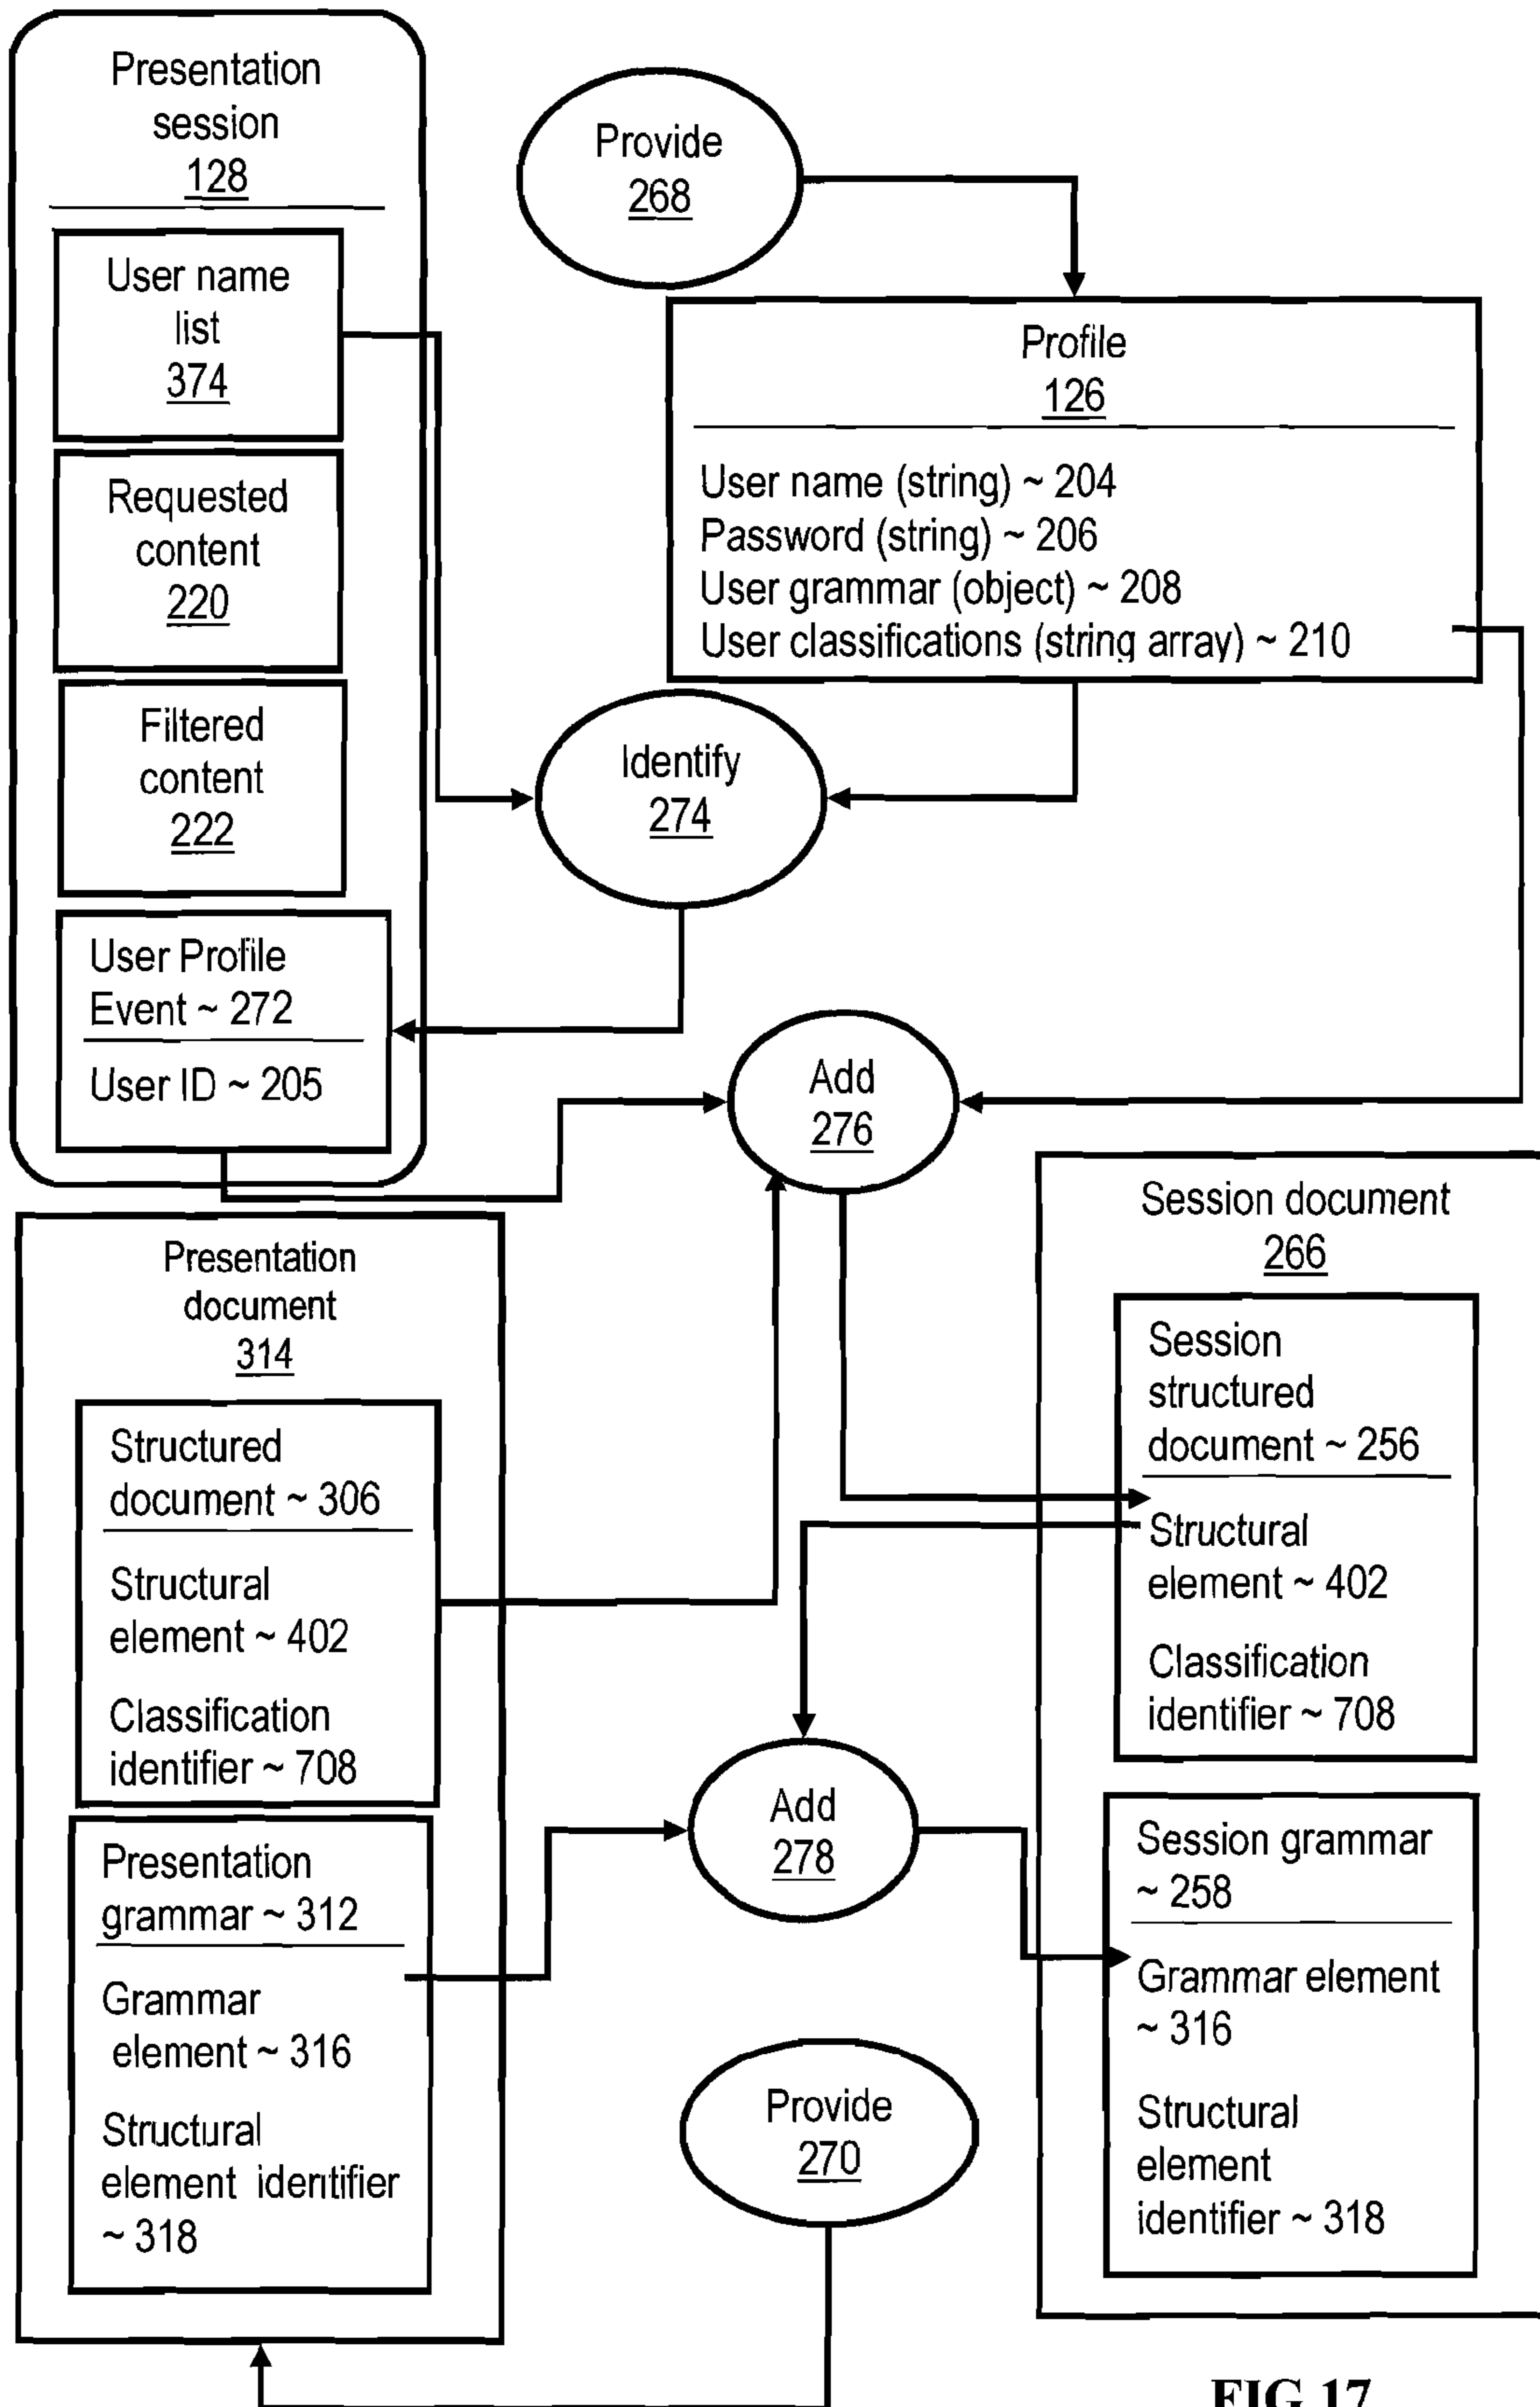 Presentation
session
128
User name
list
374
Requested
content
220
Filtered
content
222
User Profile
Event ~ 272
User ID ~ 205
Provide
268
Profile
126
User name (string) ~ 204
Password (string) ~ 206
User grammar (object) ~ 208
User classifications (string array) ~ 210
Identify
274
Add
276
Presentation
document
314
Structured
document ~ 306
Structural
element ~ 402
Classification
identifier ~ 708
Presentation
grammar ~ 312
Grammar
element ~ 316
Structural
element identifier
~ 318
Add
278
Provide
270
Session document
266
Session
structured
document ~ 256
Structural
element ~ 402
Classification
identifier ~ 708
Session grammar
~ 258
Grammar element
~ 316
Structural
element
identifier ~ 318
FIG 17